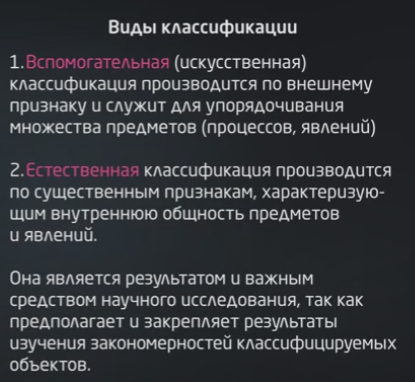 Виды классификации
1.Вспомогательная (искусственная)
классификация производится по внешнему
признаку и служит для упорядочивания
множества предметов (процессов, явлений)
2.Естественная классификация производится
по существенным признакам, характеризую-
щим внутреннюю общность предметов
и явлений.
Она является результатом и важным
средством научного исследования, так как
предполагает и закрепляет результаты
изучения закономерностей классифицируемых
объектов.